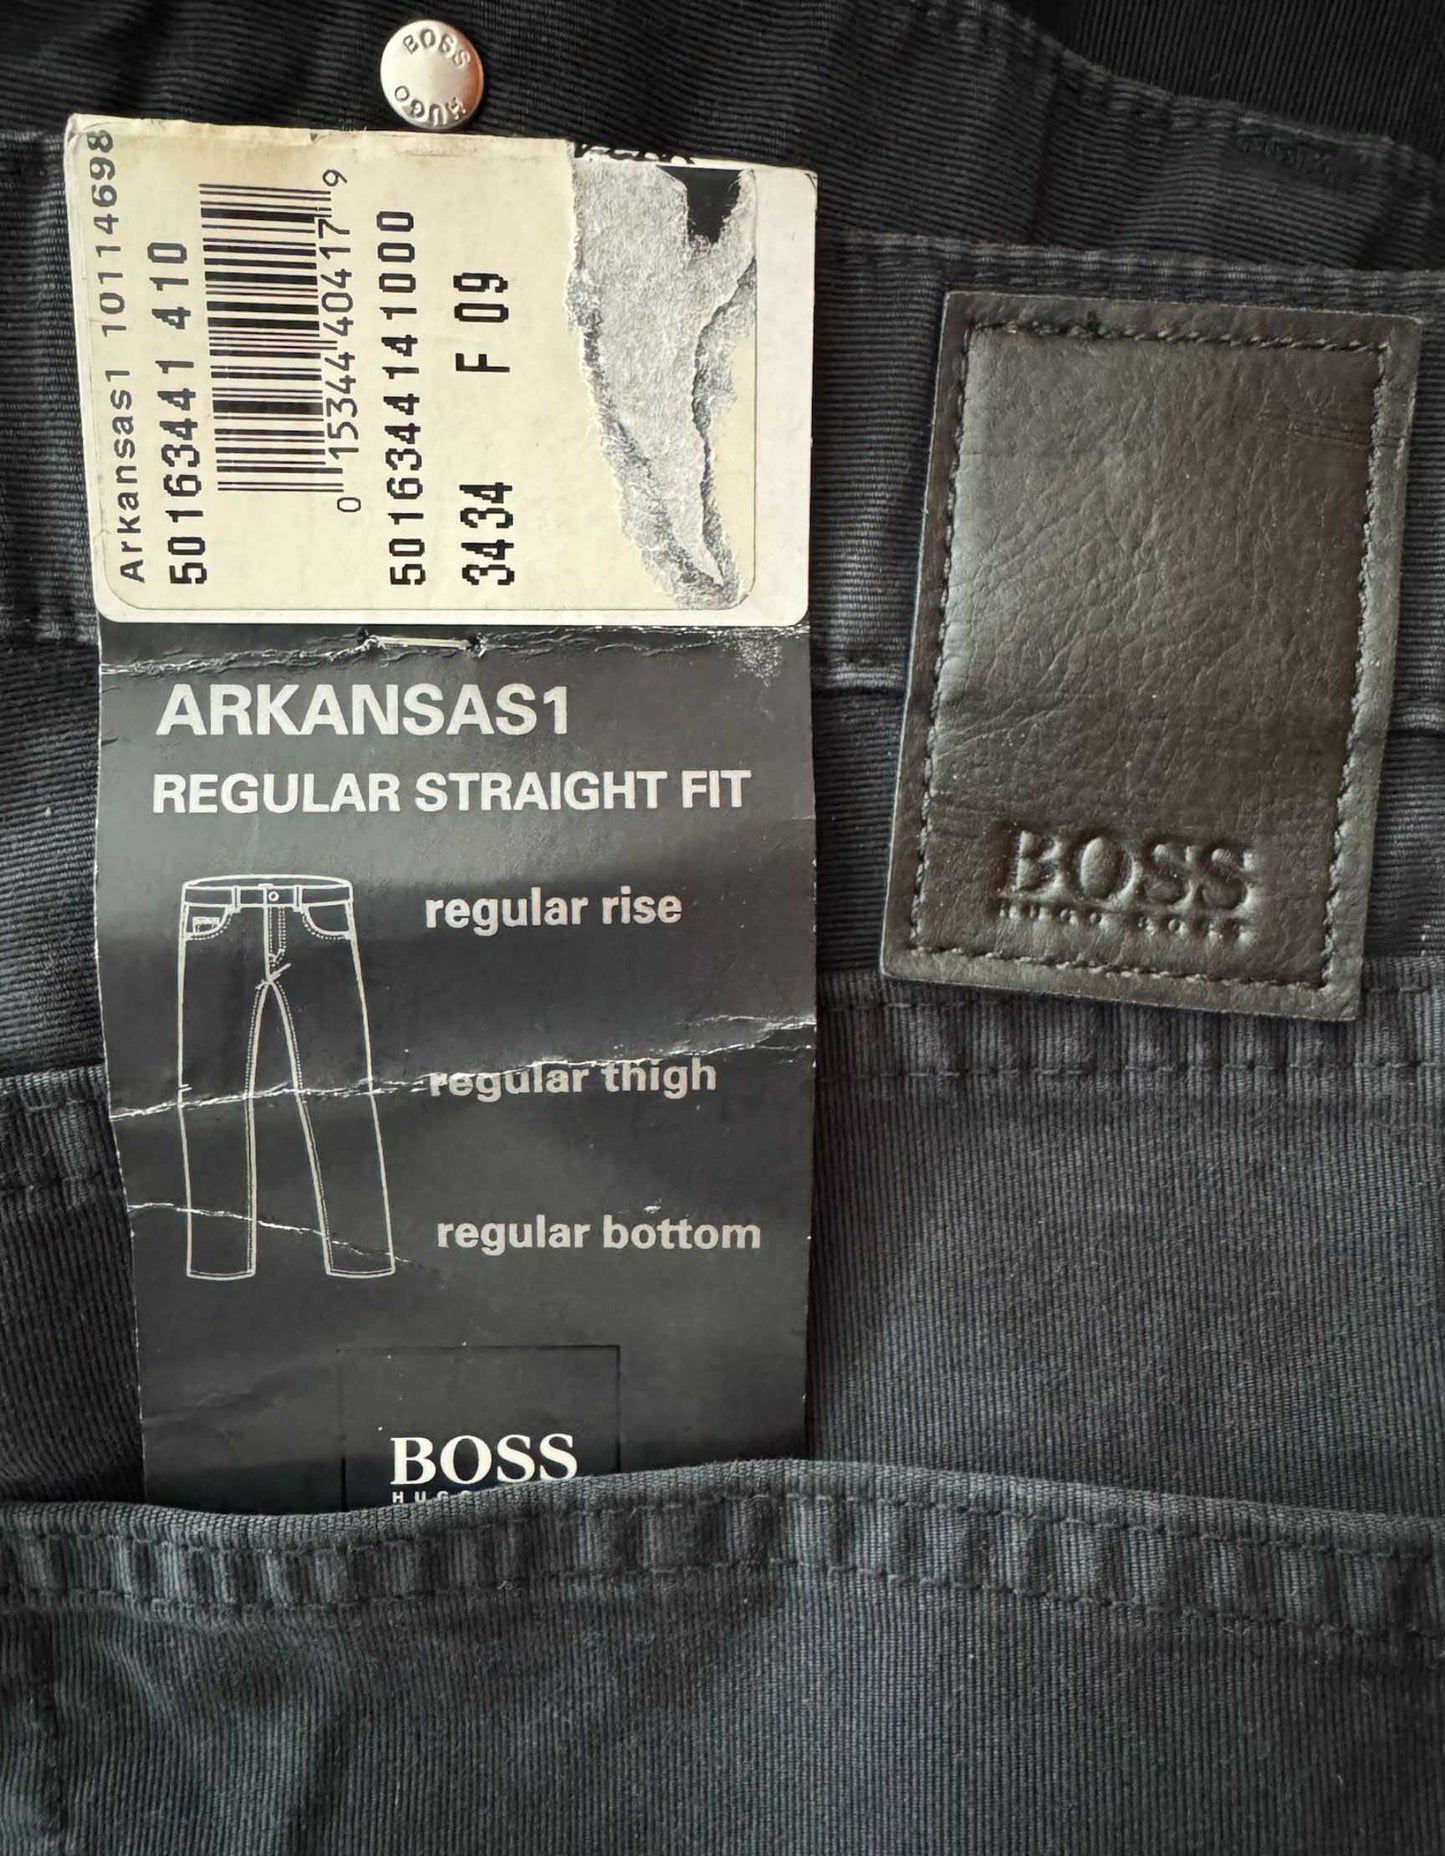 BOSS
HUGO
Arkansas1 10114698
50163441 410
0 15344 40417 9
5016344141000
3434 F 09
ARKANSAS1
REGULAR STRAIGHT FIT
regular rise
regular thigh
regular bottom
BOSS
BOSS
HUGO BOSS